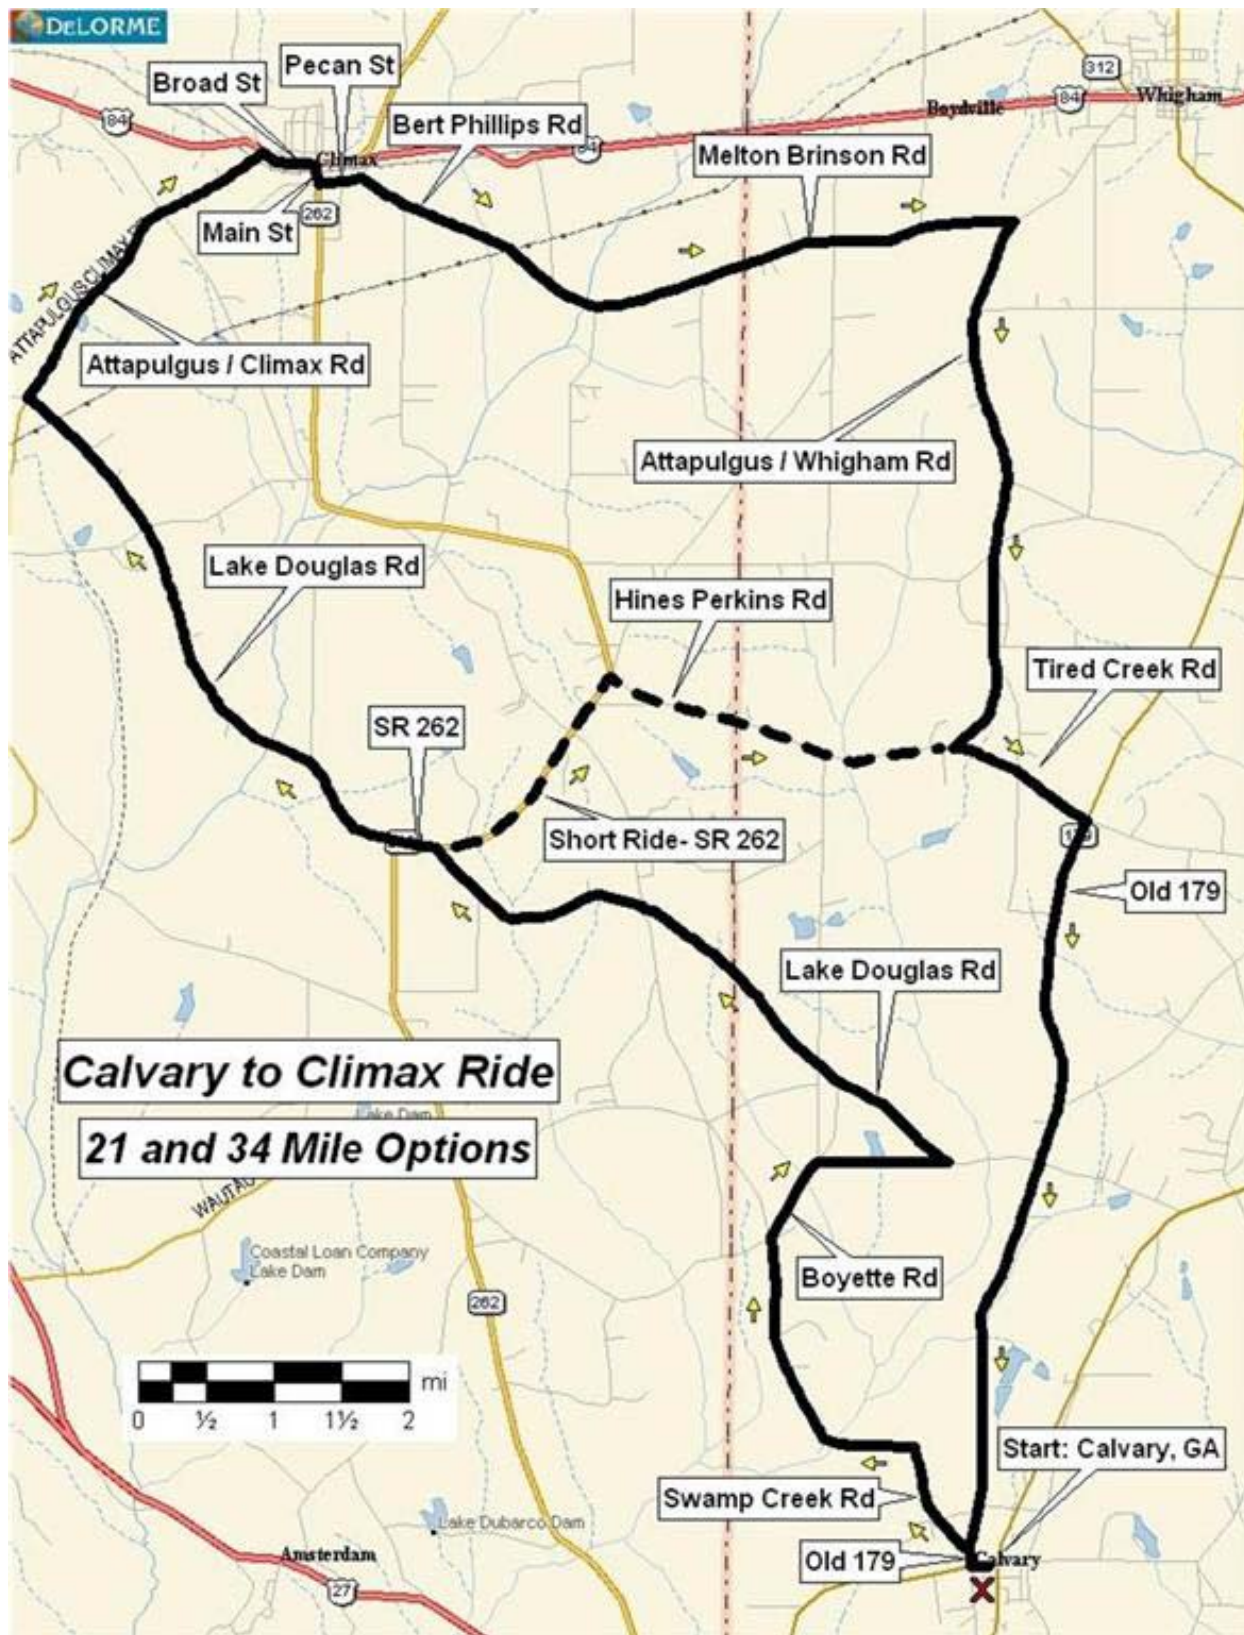 DELORME
Pecan St
Broad St
312
Whigham
84
Boydville
84
Bert Phillips Rd
84
Climax
Melton Brinson Rd
262
Main St
Attapulgus / Climax Rd
Attapulgus / Whigham Rd
Lake Douglas Rd
Hines Perkins Rd
Tired Creek Rd
SR 262
Short Ride- SR 262
Old 179
Lake Douglas Rd
Calvary to Climax Ride
Lake Dam
21 and 34 Mile Options
Coastal Loan Company
Lake Dam
Boyette Rd
262
mi
0 ½ 1 1½ 2
Start: Calvary, GA
Swamp Creek Rd
Lake Dubarco Dam
Old 179
Calvary
Amsterdam
27